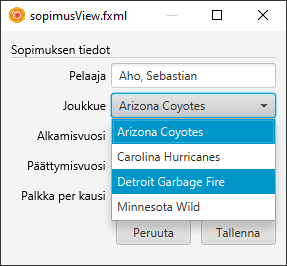 sopimusView.fxml
Sopimuksen tiedot
Pelaaja Aho, Sebastian
Joukkue Arizona Coyotes
Alkamisvuosi Arizona Coyotes
Carolina Hurricanes
Päättymisvuosi Detroit Garbage Fire
Palkka per kausi Minnesota Wild
Peruuta Tallenna